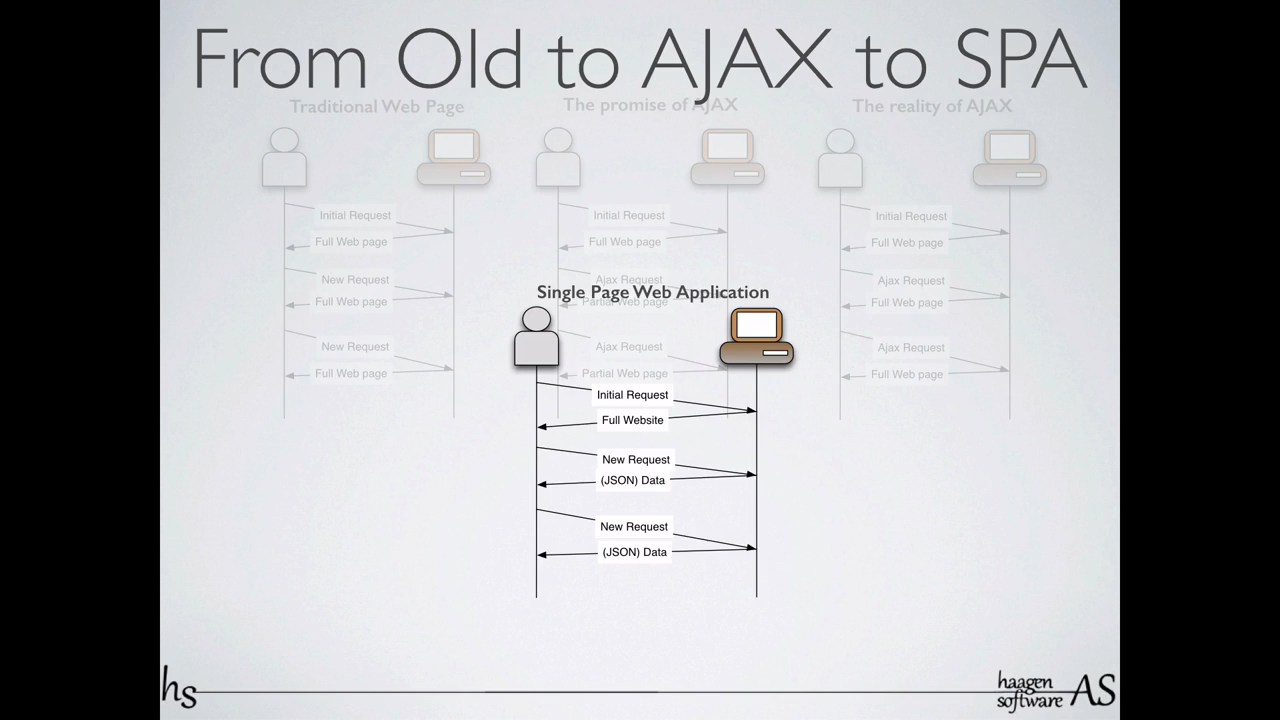 From Old to AJAX to SPA
Traditional Web Page
Initial Request
Full Web page
New Request
Full Web page
New Request
Full Web page
The promise of AJAX
Initial Request
Full Web page
Ajax Request
Partial Web page
Ajax Request
Partial Web page
The reality of AJAX
Initial Request
Full Web page
Ajax Request
Full Web page
Ajax Request
Full Web page
Single Page Web Application
Initial Request
Full Website
New Request
(JSON) Data
New Request
(JSON) Data
hs
haagen
software AS